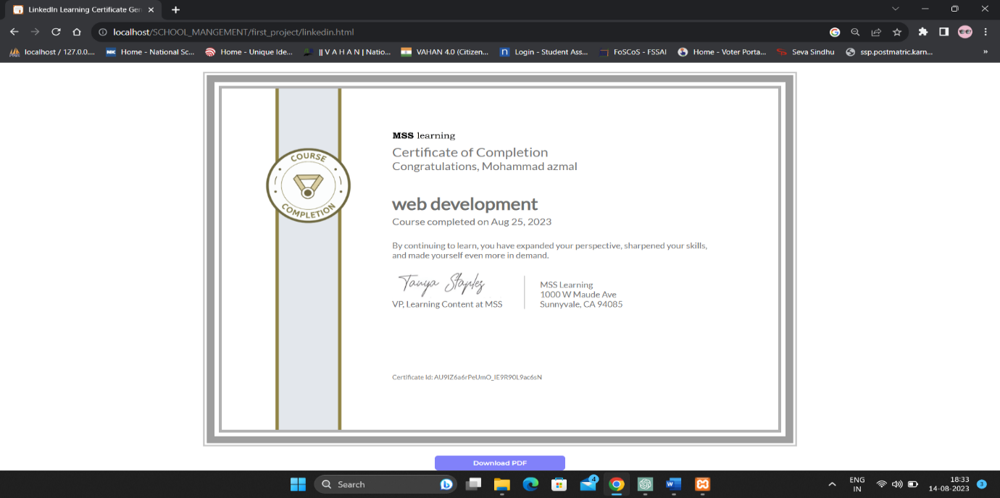 LinkedIn Learning Certificate Gen
localhost/SCHOOL_MANGEMENT/first_project/linkedin.html
localhost / 127.0.0....
Home - National Sc...
Home - Unique Ide...
|| V A H A N | Natio...
VAHAN 4.0 (Citizen...
Login - Student Ass...
FoSCoS - FSSAI
Home - Voter Porta...
Seva Sindhu
ssp.postmatric.karn...
»
COURSE
COMPLETION
MSS learning
Certificate of Completion
Congratulations, Mohammad azmal
web development
Course completed on Aug 25, 2023
By continuing to learn, you have expanded your perspective, sharpened your skills,
and made yourself even more in demand.
Tanya Staples
VP, Learning Content at MSS
MSS Learning
1000 W Maude Ave
Sunnyvale, CA 94085
Certificate Id: AU9IZ6a6rPeUmO_IE9R90L9ac6sN
Download PDF
Search
4
ENG
IN
18:33
14-08-2023
3